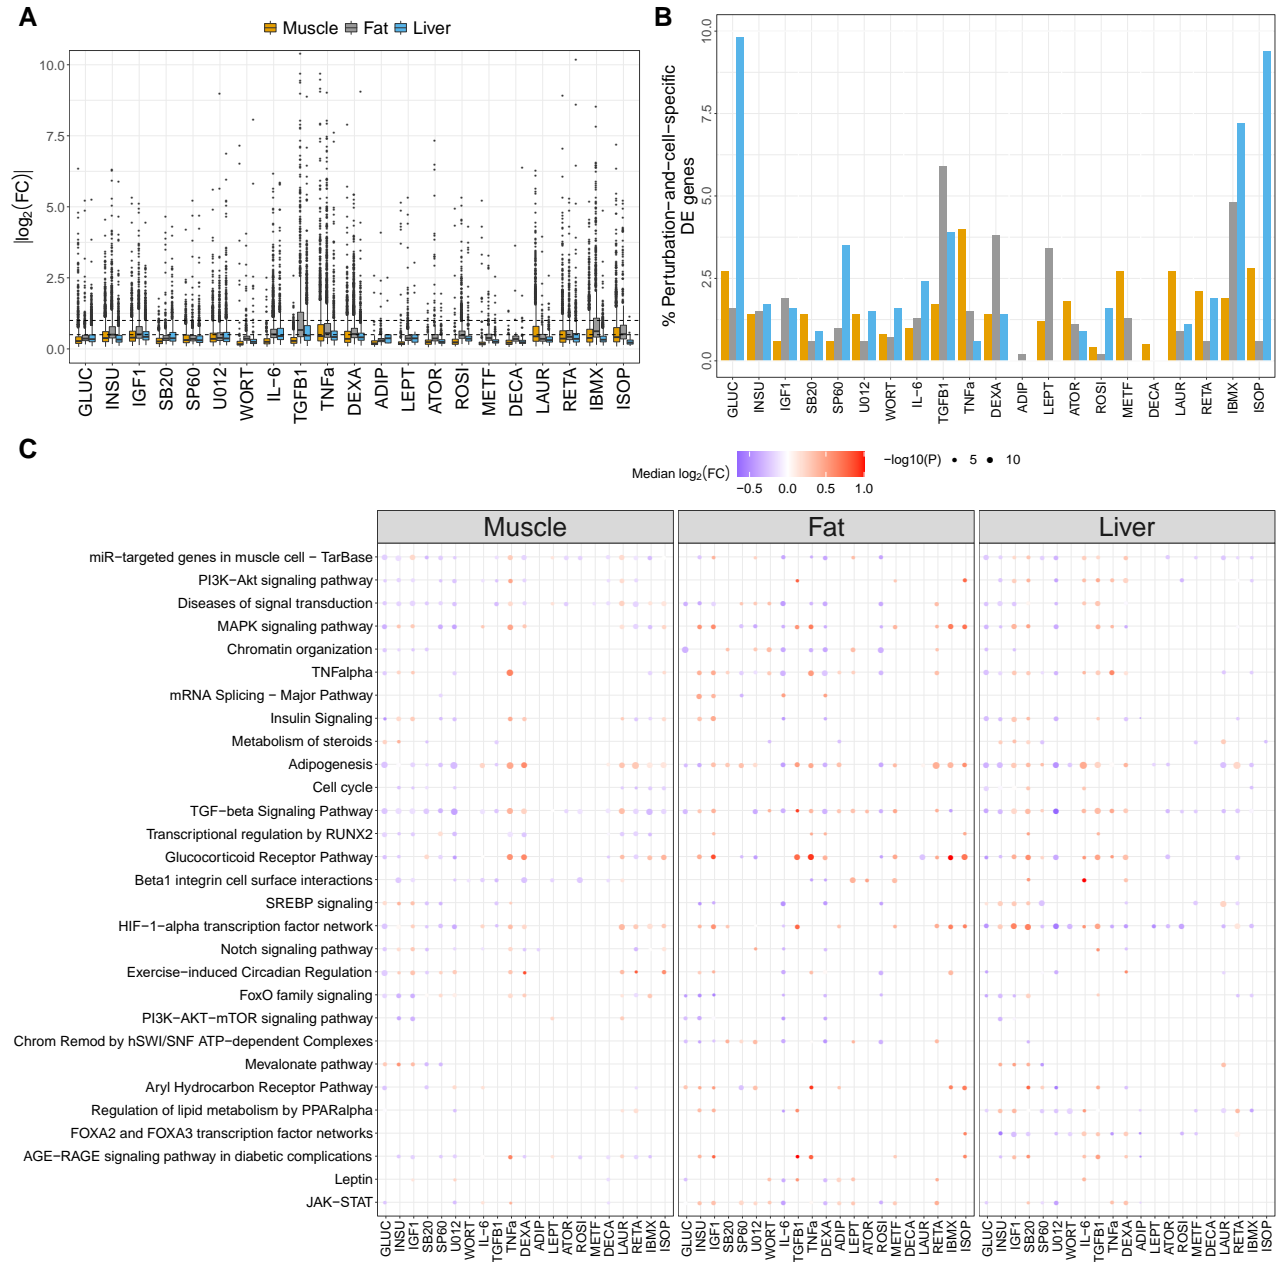 A
Muscle Fat Liver
|log2(FC)|
10.0
7.5
5.0
2.5
0.0
GLUC INSU IGF1 SB20 SP60 U012 WORT IL−6 TGFB1 TNFa DEXA ADIP LEPT ATOR ROSI METF DECA LAUR RETA IBMX ISOP
B
% Perturbation−and−cell−specific
DE genes
10.0
7.5
5.0
2.5
0.0
GLUC INSU IGF1 SB20 SP60 U012 WORT IL−6 TGFB1 TNFa DEXA ADIP LEPT ATOR ROSI METF DECA LAUR RETA IBMX ISOP
C
Median log2(FC) −0.5 0.0 0.5 1.0 −log10(P) 5 10
Muscle Fat Liver
miR−targeted genes in muscle cell − TarBase
PI3K−Akt signaling pathway
Diseases of signal transduction
MAPK signaling pathway
Chromatin organization
TNFalpha
mRNA Splicing − Major Pathway
Insulin Signaling
Metabolism of steroids
Adipogenesis
Cell cycle
TGF−beta Signaling Pathway
Transcriptional regulation by RUNX2
Glucocorticoid Receptor Pathway
Beta1 integrin cell surface interactions
SREBP signaling
HIF−1−alpha transcription factor network
Notch signaling pathway
Exercise−induced Circadian Regulation
FoxO family signaling
PI3K−AKT−mTOR signaling pathway
Chrom Remod by hSWI/SNF ATP−dependent Complexes
Mevalonate pathway
Aryl Hydrocarbon Receptor Pathway
Regulation of lipid metabolism by PPARalpha
FOXA2 and FOXA3 transcription factor networks
AGE−RAGE signaling pathway in diabetic complications
Leptin
JAK−STAT
GLUC INSU IGF1 SB20 SP60 U012 WORT IL−6 TGFB1 TNFa DEXA ADIP LEPT ATOR ROSI METF DECA LAUR RETA IBMX ISOP
GLUC INSU IGF1 SB20 SP60 U012 WORT IL−6 TGFB1 TNFa DEXA ADIP LEPT ATOR ROSI METF DECA LAUR RETA IBMX ISOP
GLUC INSU IGF1 SB20 SP60 U012 WORT IL−6 TGFB1 TNFa DEXA ADIP LEPT ATOR ROSI METF DECA LAUR RETA IBMX ISOP